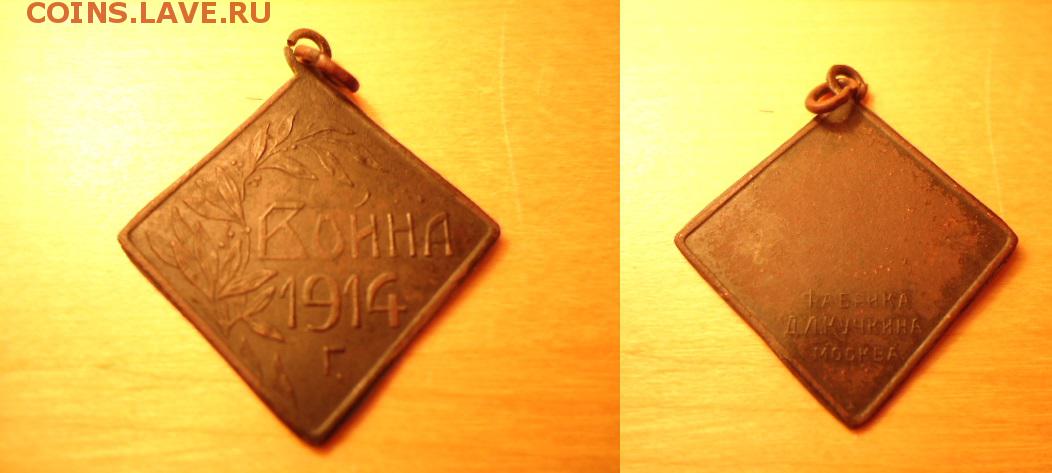 COINS.LAVE.RU
ВОЙНА
1914
Г.
ФАБРИКА
Д.Л.КУЧКИНА
МОСКВА